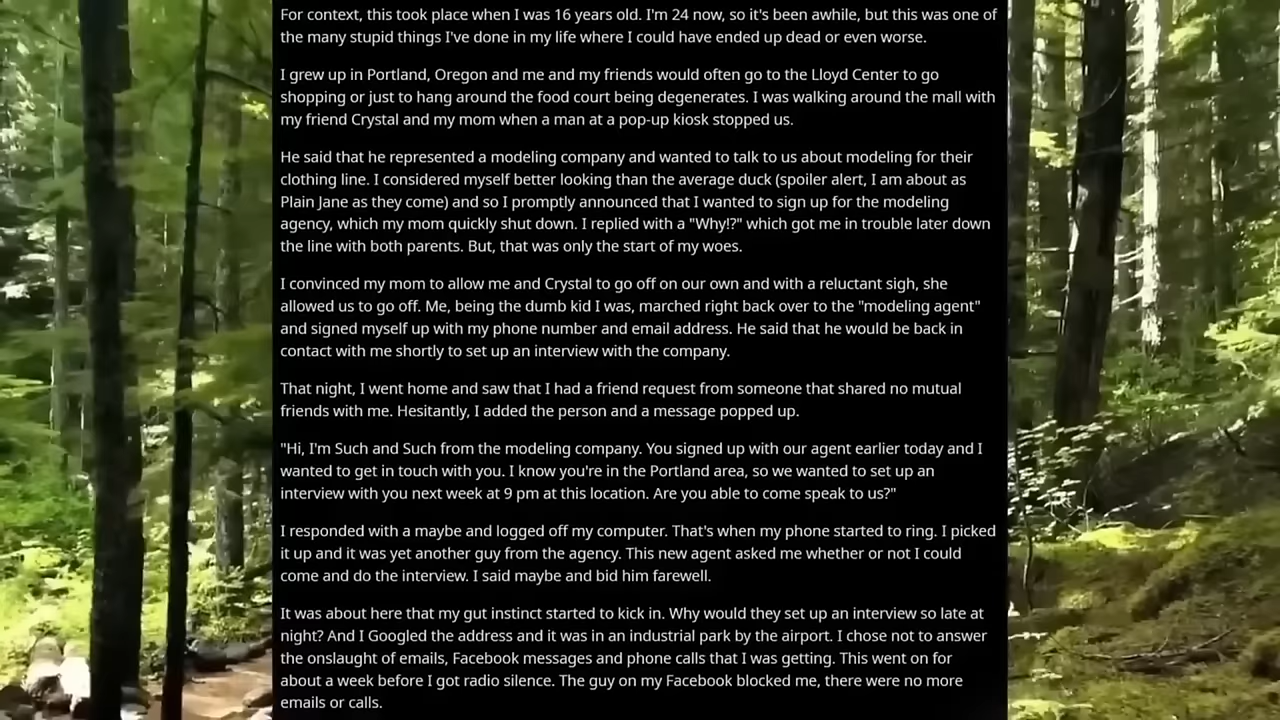 For context, this took place when I was 16 years old. I'm 24 now, so it's been awhile, but this was one of
the many stupid things I've done in my life where I could have ended up dead or even worse.
I grew up in Portland, Oregon and me and my friends would often go to the Lloyd Center to go
shopping or just to hang around the food court being degenerates. I was walking around the mall with
my friend Crystal and my mom when a man at a pop-up kiosk stopped us.
He said that he represented a modeling company and wanted to talk to us about modeling for their
clothing line. I considered myself better looking than the average duck (spoiler alert, I am about as
Plain Jane as they come) and so I promptly announced that I wanted to sign up for the modeling
agency, which my mom quickly shut down. I replied with a "Why!?" which got me in trouble later down
the line with both parents. But, that was only the start of my woes.
I convinced my mom to allow me and Crystal to go off on our own and with a reluctant sigh, she
allowed us to go off. Me, being the dumb kid I was, marched right back over to the "modeling agent"
and signed myself up with my phone number and email address. He said that he would be back in
contact with me shortly to set up an interview with the company.
That night, I went home and saw that I had a friend request from someone that shared no mutual
friends with me. Hesitantly, I added the person and a message popped up.
"Hi, I'm Such and Such from the modeling company. You signed up with our agent earlier today and I
wanted to get in touch with you. I know you're in the Portland area, so we wanted to set up an
interview with you next week at 9 pm at this location. Are you able to come speak to us?"
I responded with a maybe and logged off my computer. That's when my phone started to ring. I picked
it up and it was yet another guy from the agency. This new agent asked me whether or not I could
come and do the interview. I said maybe and bid him farewell.
It was about here that my gut instinct started to kick in. Why would they set up an interview so late at
night? And I Googled the address and it was in an industrial park by the airport. I chose not to answer
the onslaught of emails, Facebook messages and phone calls that I was getting. This went on for
about a week before I got radio silence. The guy on my Facebook blocked me, there were no more
emails or calls.